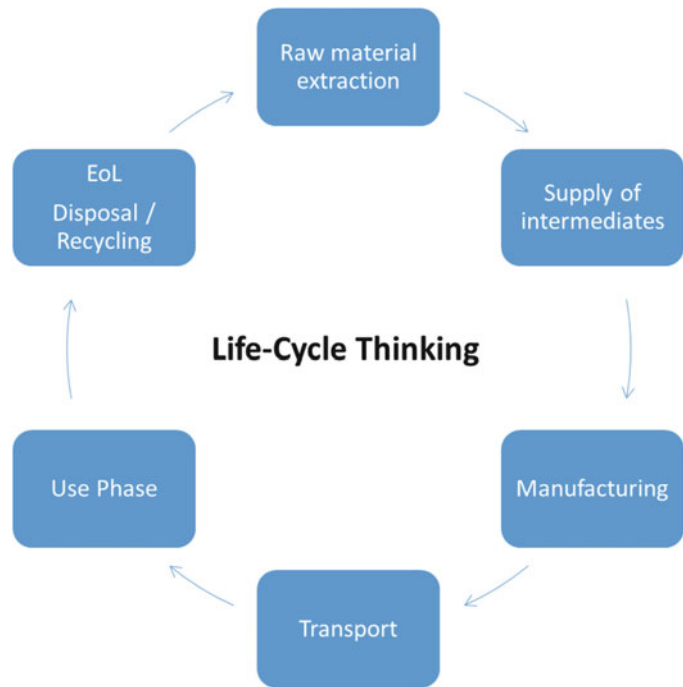 Raw material
extraction
Supply of
intermediates
Manufacturing
Transport
Use Phase
EoL
Disposal /
Recycling
Life-Cycle Thinking